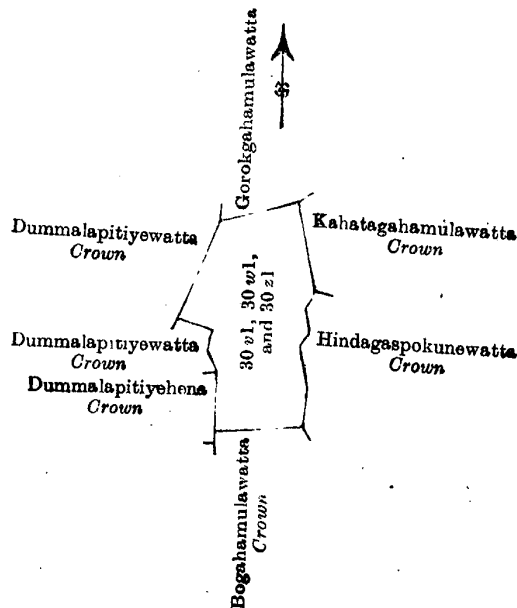 Gorokgahamulawatta
Dummalapitiyewatta
Crown
Kahatagahamulawatta
Crown
30 v1, 30 w1,
and 30 z1
Dummalapitiyewatta
Crown
Hindagaspokunewatta
Crown
Dummalapitiyehena
Crown
Bogahamulawatta
Crown